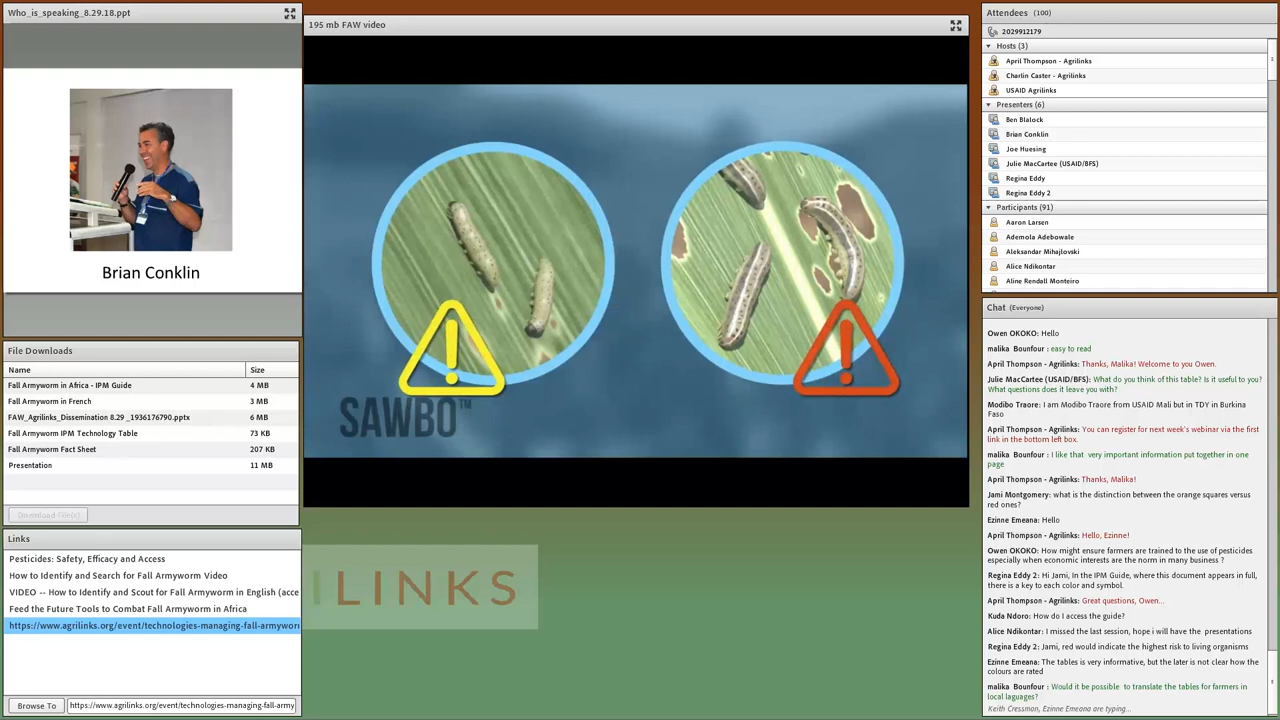 Who_is_speaking_8.29.18.ppt
Brian Conklin
File Downloads
Name Size
Fall Armyworm in Africa - IPM Guide 4 MB
Fall Armyworm in French 3 MB
FAW_Agrilinks_Dissemination 8.29 _1936176790.pptx 6 MB
Fall Armyworm IPM Technology Table 73 KB
Fall Armyworm Fact Sheet 207 KB
Presentation 11 MB
Download File(s)
Links
Pesticides: Safety, Efficacy and Access
How to Identify and Search for Fall Armyworm Video
VIDEO -- How to Identify and Scout for Fall Armyworm in English (acce
Feed the Future Tools to Combat Fall Armyworm in Africa
https://www.agrilinks.org/event/technologies-managing-fall-armyworm
Browse To https://www.agrilinks.org/event/technologies-managing-fall-army
195 mb FAW video
SAWBO™
ILINKS
Attendees (100)
2029912179
Hosts (3)
April Thompson - Agrilinks
Charlin Caster - Agrilinks
USAID Agrilinks
Presenters (6)
Ben Blalock
Brian Conklin
Joe Huesing
Julie MacCartee (USAID/BFS)
Regina Eddy
Regina Eddy 2
Participants (91)
Aaron Larsen
Ademola Adebowale
Aleksandar Mihajlovski
Alice Ndikontar
Aline Rendall Monteiro
Chat (Everyone)
Owen OKOKO: Hello
malika Bounfour : easy to read
April Thompson - Agrilinks: Thanks, Malika! Welcome to you Owen.
Julie MacCartee (USAID/BFS): What do you think of this table? Is it useful to you?
What questions does it leave you with?
Modibo Traore: I am Modibo Traore from USAID Mali but in TDY in Burkina
Faso
April Thompson - Agrilinks: You can register for next week's webinar via the first
link in the bottom left box.
malika Bounfour : I like that very important information put together in one
page
April Thompson - Agrilinks: Thanks, Malika!
Jami Montgomery: what is the distinction between the orange squares versus
red ones?
Ezinne Emeana: Hello
April Thompson - Agrilinks: Hello, Ezinne!
Owen OKOKO: How might ensure farmers are trained to the use of pesticides
especially when economic interests are the norm in many business ?
Regina Eddy 2: Hi Jami, In the IPM Guide, where this document appears in full,
there is a key to each color and symbol.
April Thompson - Agrilinks: Great questions, Owen...
Kuda Ndoro: How do I access the guide?
Alice Ndikontar: I missed the last session, hope i will have the presentations
Regina Eddy 2: Jami, red would indicate the highest risk to living organisms
Ezinne Emeana: The tables is very informative, but the later is not clear how the
colours are rated
malika Bounfour : Would it be possible to translate the tables for farmers in
local laguages?
Keith Cressman, Ezinne Emeana are typing...